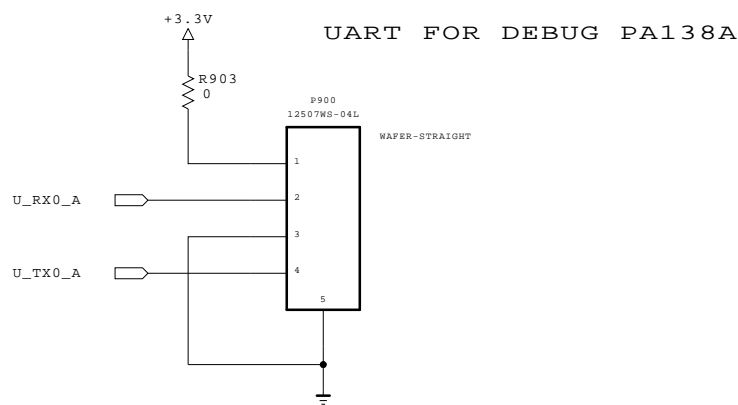 +3.3V
UART FOR DEBUG PA138A
R903
0
P900
12507WS-04L
WAFER-STRAIGHT
1
U_RX0_A
2
3
U_TX0_A
4
5